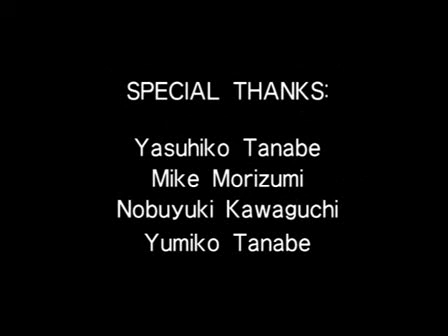 SPECIAL THANKS:
Yasuhiko Tanabe
Mike Morizumi
Nobuyuki Kawaguchi
Yumiko Tanabe